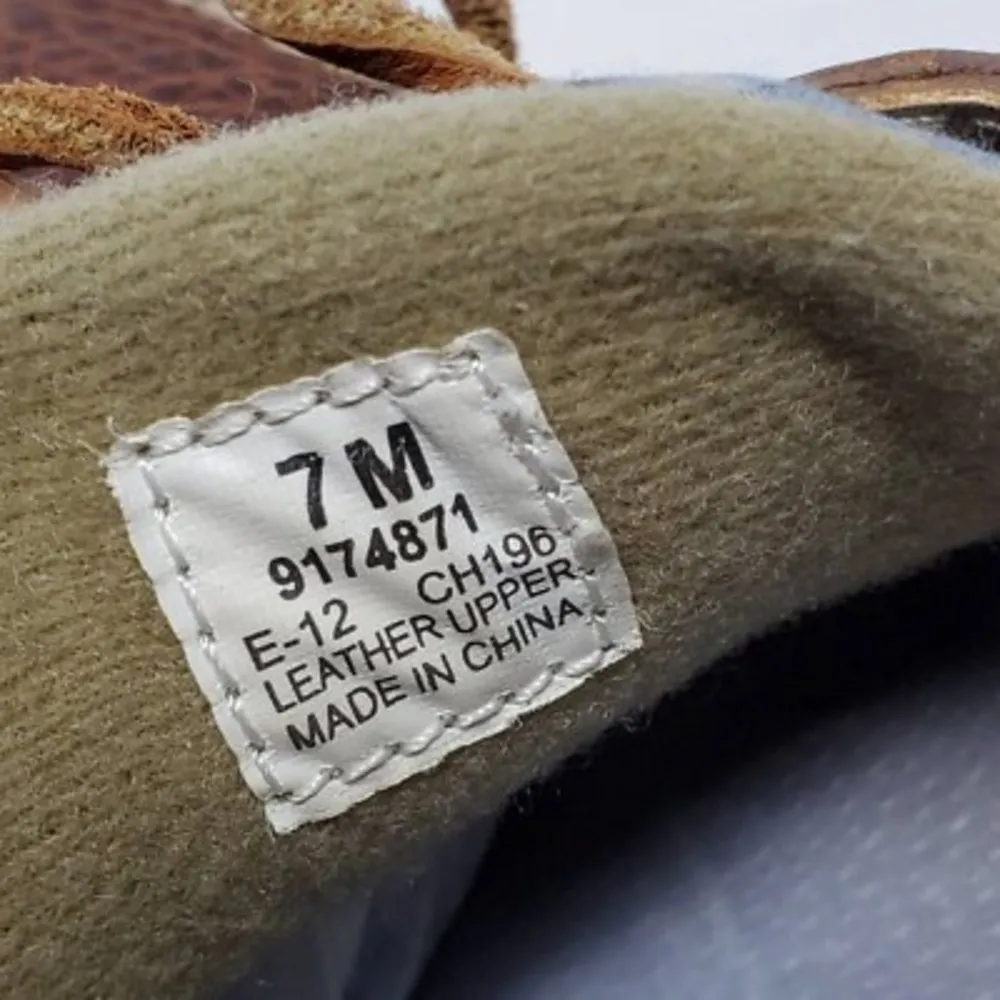 7 M
9174871
E-12 CH196
LEATHER UPPER
MADE IN CHINA